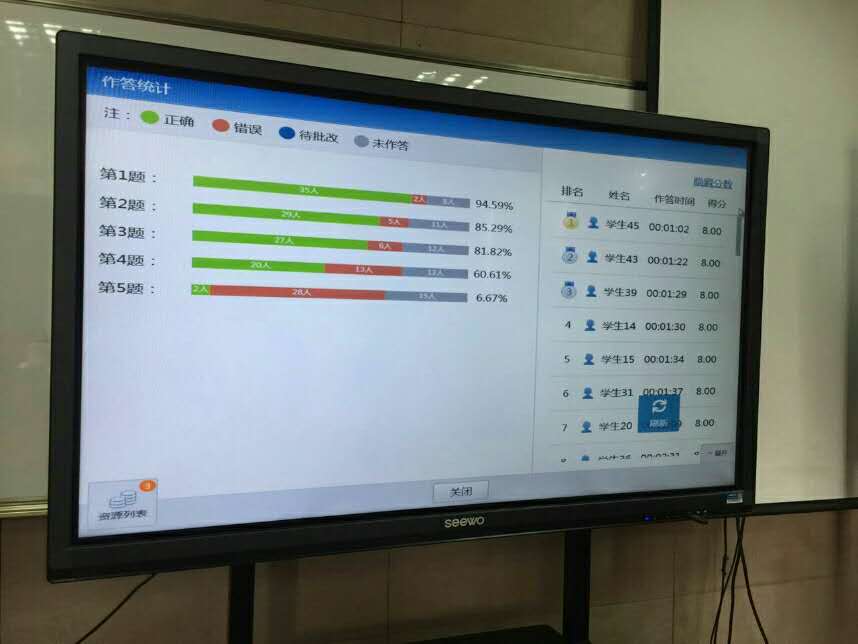 作答统计
注： 正确 错误 待批改 未作答
第1题： 35人 2人 8人 94.59%
第2题： 29人 5人 11人 85.29%
第3题： 27人 6人 12人 81.82%
第4题： 20人 13人 12人 60.61%
第5题： 2人 28人 15人 6.67%
隐藏分数
排名 姓名 作答时间 得分
1 学生45 00:01:02 8.00
2 学生43 00:01:22 8.00
3 学生39 00:01:29 8.00
4 学生14 00:01:30 8.00
5 学生15 00:01:34 8.00
6 学生31 00:01:37 8.00
7 学生20 8.00
刷新
展开
3
资源列表
关闭
seewo